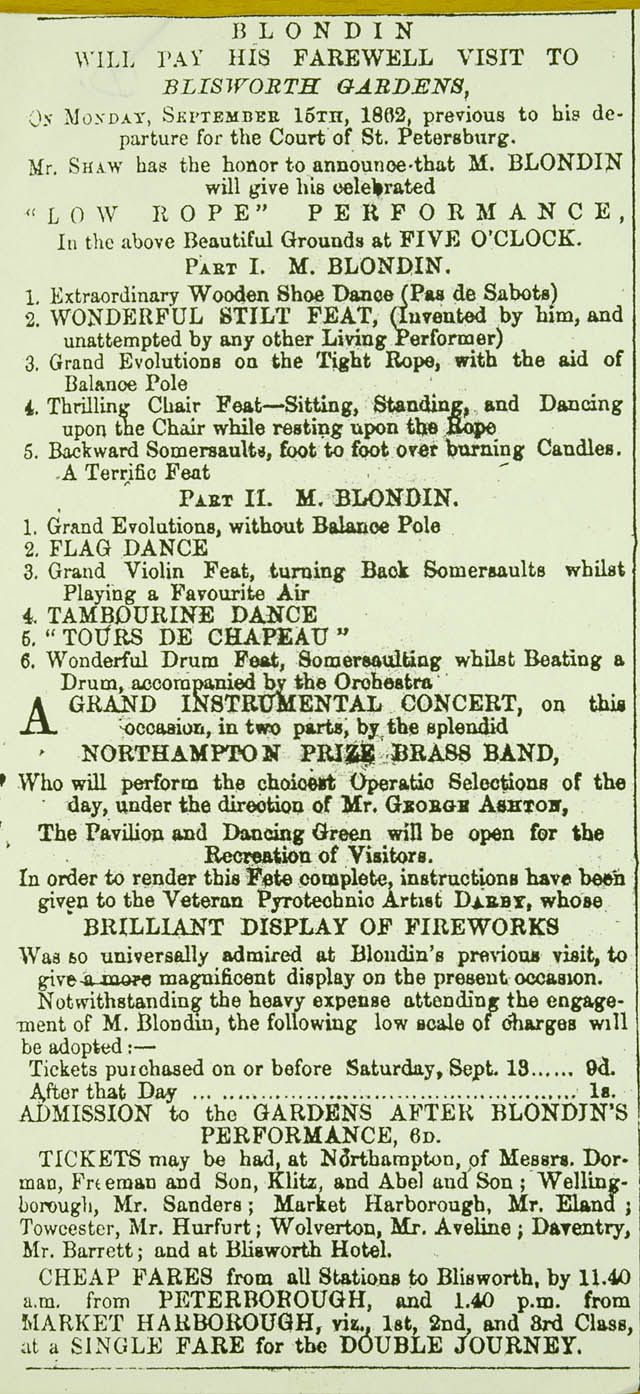 BLONDIN
WILL PAY HIS FAREWELL VISIT TO
BLISWORTH GARDENS,
On Monday, September 15th, 1862, previous to his de-
parture for the Court of St. Petersburg.
Mr. Shaw has the honor to announce that M. BLONDIN
will give his celebrated
"LOW ROPE" PERFORMANCE,
In the above Beautiful Grounds at FIVE O'CLOCK.
Part I. M. BLONDIN.
1. Extraordinary Wooden Shoe Dance (Pas de Sabots)
2. WONDERFUL STILT FEAT, (Invented by him, and
unattempted by any other Living Performer)
3. Grand Evolutions on the Tight Rope, with the aid of
Balance Pole
4. Thrilling Chair Feat—Sitting, Standing, and Dancing
upon the Chair while resting upon the Rope
5. Backward Somersaults, foot to foot over burning Candles.
A Terrific Feat
Part II. M. BLONDIN.
1. Grand Evolutions, without Balance Pole
2. FLAG DANCE
3. Grand Violin Feat, turning Back Somersaults whilst
Playing a Favourite Air
4. TAMBOURINE DANCE
5. "TOURS DE CHAPEAU"
6. Wonderful Drum Feat, Somersaulting whilst Beating a
Drum, accompanied by the Orchestra
A GRAND INSTRUMENTAL CONCERT, on this
occasion, in two parts, by the splendid
NORTHAMPTON PRIZE BRASS BAND,
Who will perform the choicest Operatic Selections of the
day, under the direction of Mr. George Ashton,
The Pavilion and Dancing Green will be open for the
Recreation of Visitors.
In order to render this Fete complete, instructions have been
given to the Veteran Pyrotechnic Artist Darby, whose
BRILLIANT DISPLAY OF FIREWORKS
Was so universally admired at Blondin's previous visit, to
give a more magnificent display on the present occasion.
Notwithstanding the heavy expense attending the engage-
ment of M. Blondin, the following low scale of charges will
be adopted:—
Tickets purchased on or before Saturday, Sept. 13...... 9d.
After that Day ... .......................................... 1s.
ADMISSION to the GARDENS AFTER BLONDIN'S
PERFORMANCE, 6d.
TICKETS may be had, at Northampton, of Messrs. Dor-
man, Freeman and Son, Klitz, and Abel and Son; Welling-
borough, Mr. Sanders; Market Harborough, Mr. Eland;
Towcester, Mr. Hurfurt; Wolverton, Mr. Aveline; Daventry,
Mr. Barrett; and at Blisworth Hotel.
CHEAP FARES from all Stations to Blisworth, by 11.40
a.m. from PETERBOROUGH, and 1.40 p.m. from
MARKET HARBOROUGH, viz., 1st, 2nd, and 3rd Class,
at a SINGLE FARE for the DOUBLE JOURNEY.